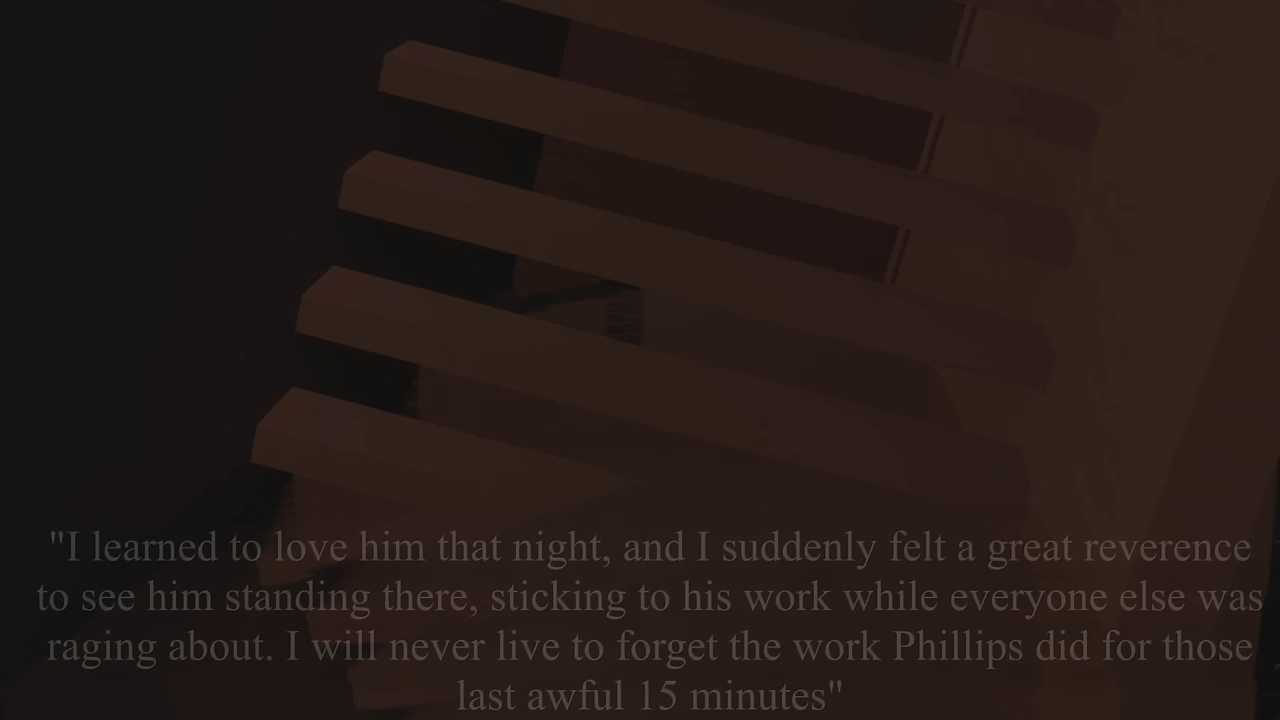 "I learned to love him that night, and I suddenly felt a great reverence
to see him standing there, sticking to his work while everyone else was
raging about. I will never live to forget the work Phillips did for those
last awful 15 minutes"